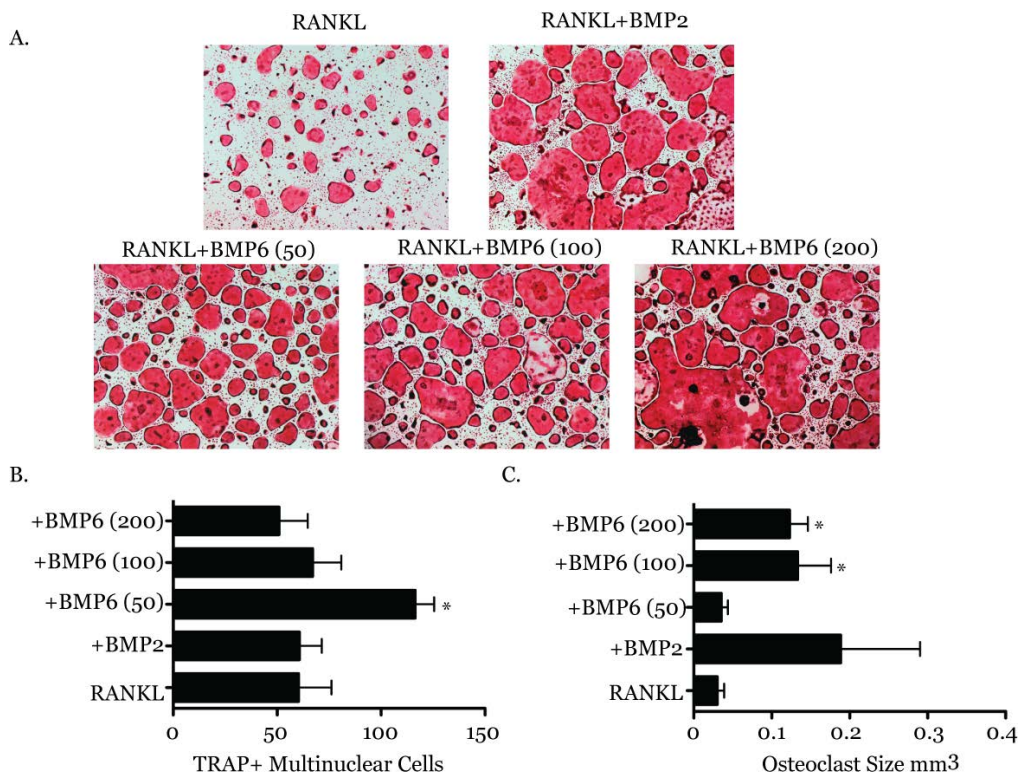 A.
RANKL
RANKL+BMP2
RANKL+BMP6 (50)
RANKL+BMP6 (100)
RANKL+BMP6 (200)
B.
+BMP6 (200)
+BMP6 (100)
+BMP6 (50)
*
+BMP2
RANKL
0
50
100
150
TRAP+ Multinuclear Cells
C.
+BMP6 (200)
*
+BMP6 (100)
*
+BMP6 (50)
+BMP2
RANKL
0
0.1
0.2
0.3
0.4
Osteoclast Size mm3